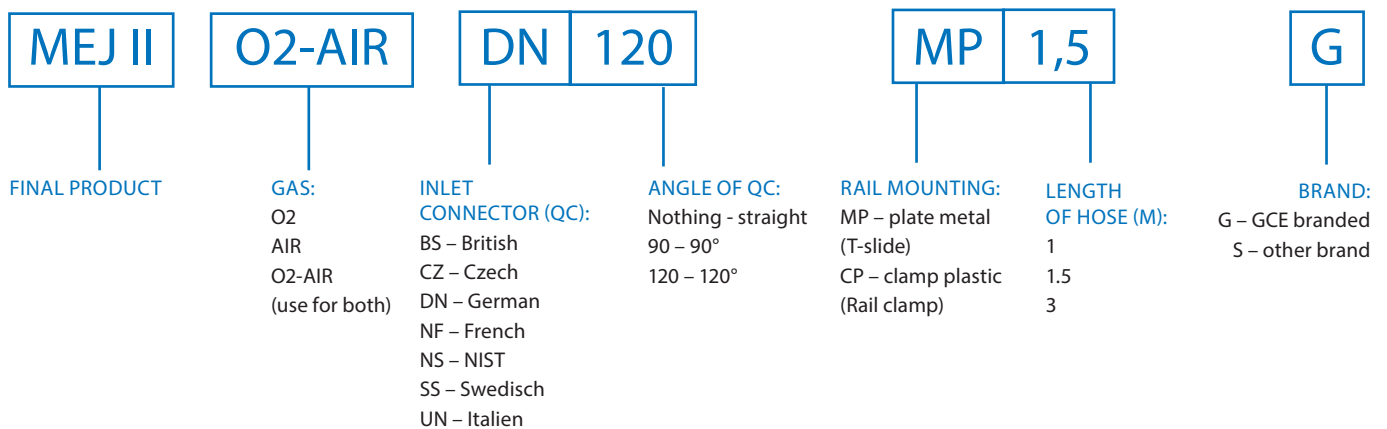 MEJ II
O2-AIR
DN 120
MP 1,5
G
FINAL PRODUCT
GAS:
O2
AIR
O2-AIR
(use for both)
INLET
CONNECTOR (QC):
BS – British
CZ – Czech
DN – German
NF – French
NS – NIST
SS – Swedisch
UN – Italien
ANGLE OF QC:
Nothing - straight
90 – 90°
120 – 120°
RAIL MOUNTING:
MP – plate metal
(T-slide)
CP – clamp plastic
(Rail clamp)
LENGTH
OF HOSE (M):
1
1.5
3
BRAND:
G – GCE branded
S – other brand